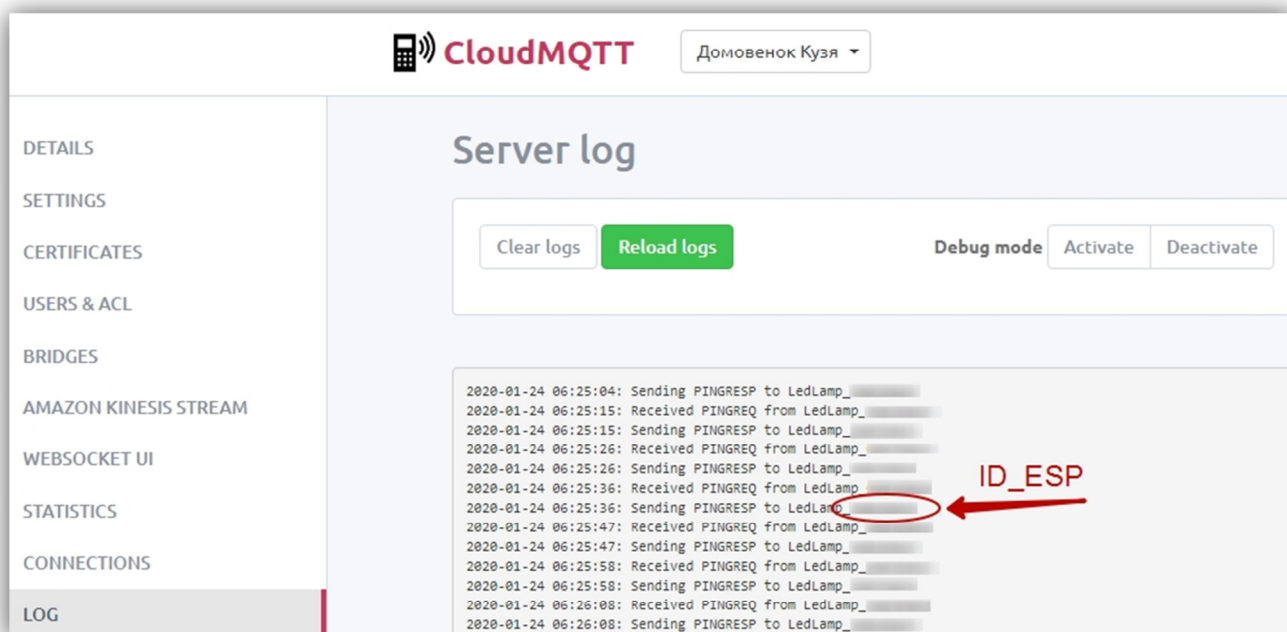 CloudMQTT
Домовенок Кузя
DETAILS
SETTINGS
CERTIFICATES
USERS & ACL
BRIDGES
AMAZON KINESIS STREAM
WEBSOCKET UI
STATISTICS
CONNECTIONS
LOG
Server log
Clear logs Reload logs Debug mode Activate Deactivate
2020-01-24 06:25:04: Sending PINGRESP to LedLamp_
2020-01-24 06:25:15: Received PINGREQ from LedLamp_
2020-01-24 06:25:15: Sending PINGRESP to LedLamp_
2020-01-24 06:25:26: Received PINGREQ from LedLamp_
2020-01-24 06:25:26: Sending PINGRESP to LedLamp_
2020-01-24 06:25:36: Received PINGREQ from LedLamp_
2020-01-24 06:25:36: Sending PINGRESP to LedLamp_
2020-01-24 06:25:47: Received PINGREQ from LedLamp_
2020-01-24 06:25:47: Sending PINGRESP to LedLamp_
2020-01-24 06:25:58: Received PINGREQ from LedLamp_
2020-01-24 06:25:58: Sending PINGRESP to LedLamp_
2020-01-24 06:26:08: Received PINGREQ from LedLamp_
2020-01-24 06:26:08: Sending PINGRESP to LedLamp_
ID_ESP